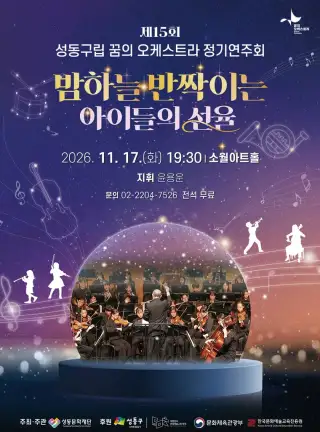 제15회
성동구립 꿈의 오케스트라 정기연주회
밤하늘 반짝이는
아이들의 선율
2026. 11. 17.(화) 19:30 | 소월아트홀
지휘 윤용운
문의 02-2204-7526 전석 무료
주최·주관 성동문화재단 후원 성동구 문화체육관광부 한국문화예술교육진흥원